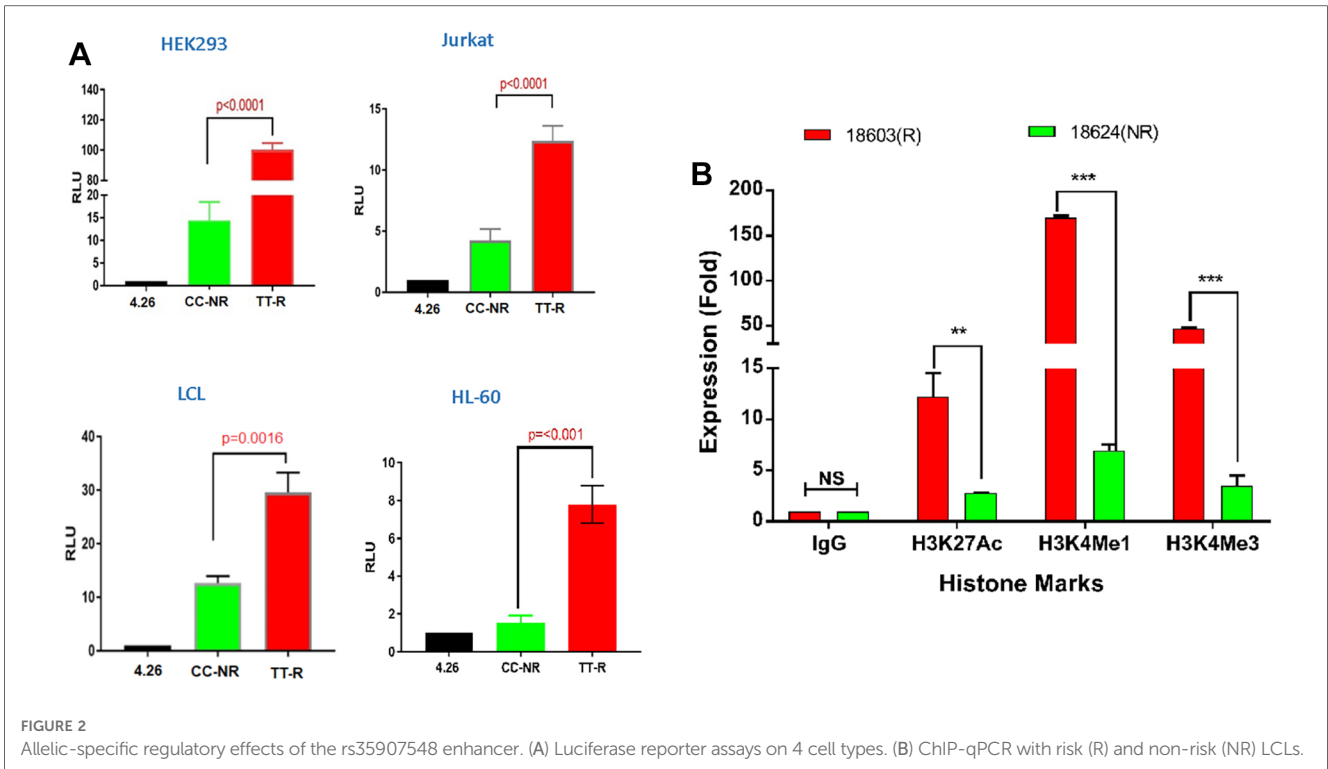 A
HEK293
p<0.0001
140
120
100
80
20
15
10
5
0
RLU
4.26 CC-NR TT-R
Jurkat
p<0.0001
15
10
5
0
RLU
4.26 CC-NR TT-R
LCL
p=0.0016
40
30
20
10
0
RLU
4.26 CC-NR TT-R
HL-60
p=<0.001
10
8
6
4
2
0
RLU
4.26 CC-NR TT-R
B
18603(R) 18624(NR)
200
150
100
50
15
10
5
0
Expression (Fold)
NS
**
***
***
IgG H3K27Ac H3K4Me1 H3K4Me3
Histone Marks
FIGURE 2
Allelic-specific regulatory effects of the rs35907548 enhancer. (A) Luciferase reporter assays on 4 cell types. (B) ChIP-qPCR with risk (R) and non-risk (NR) LCLs.